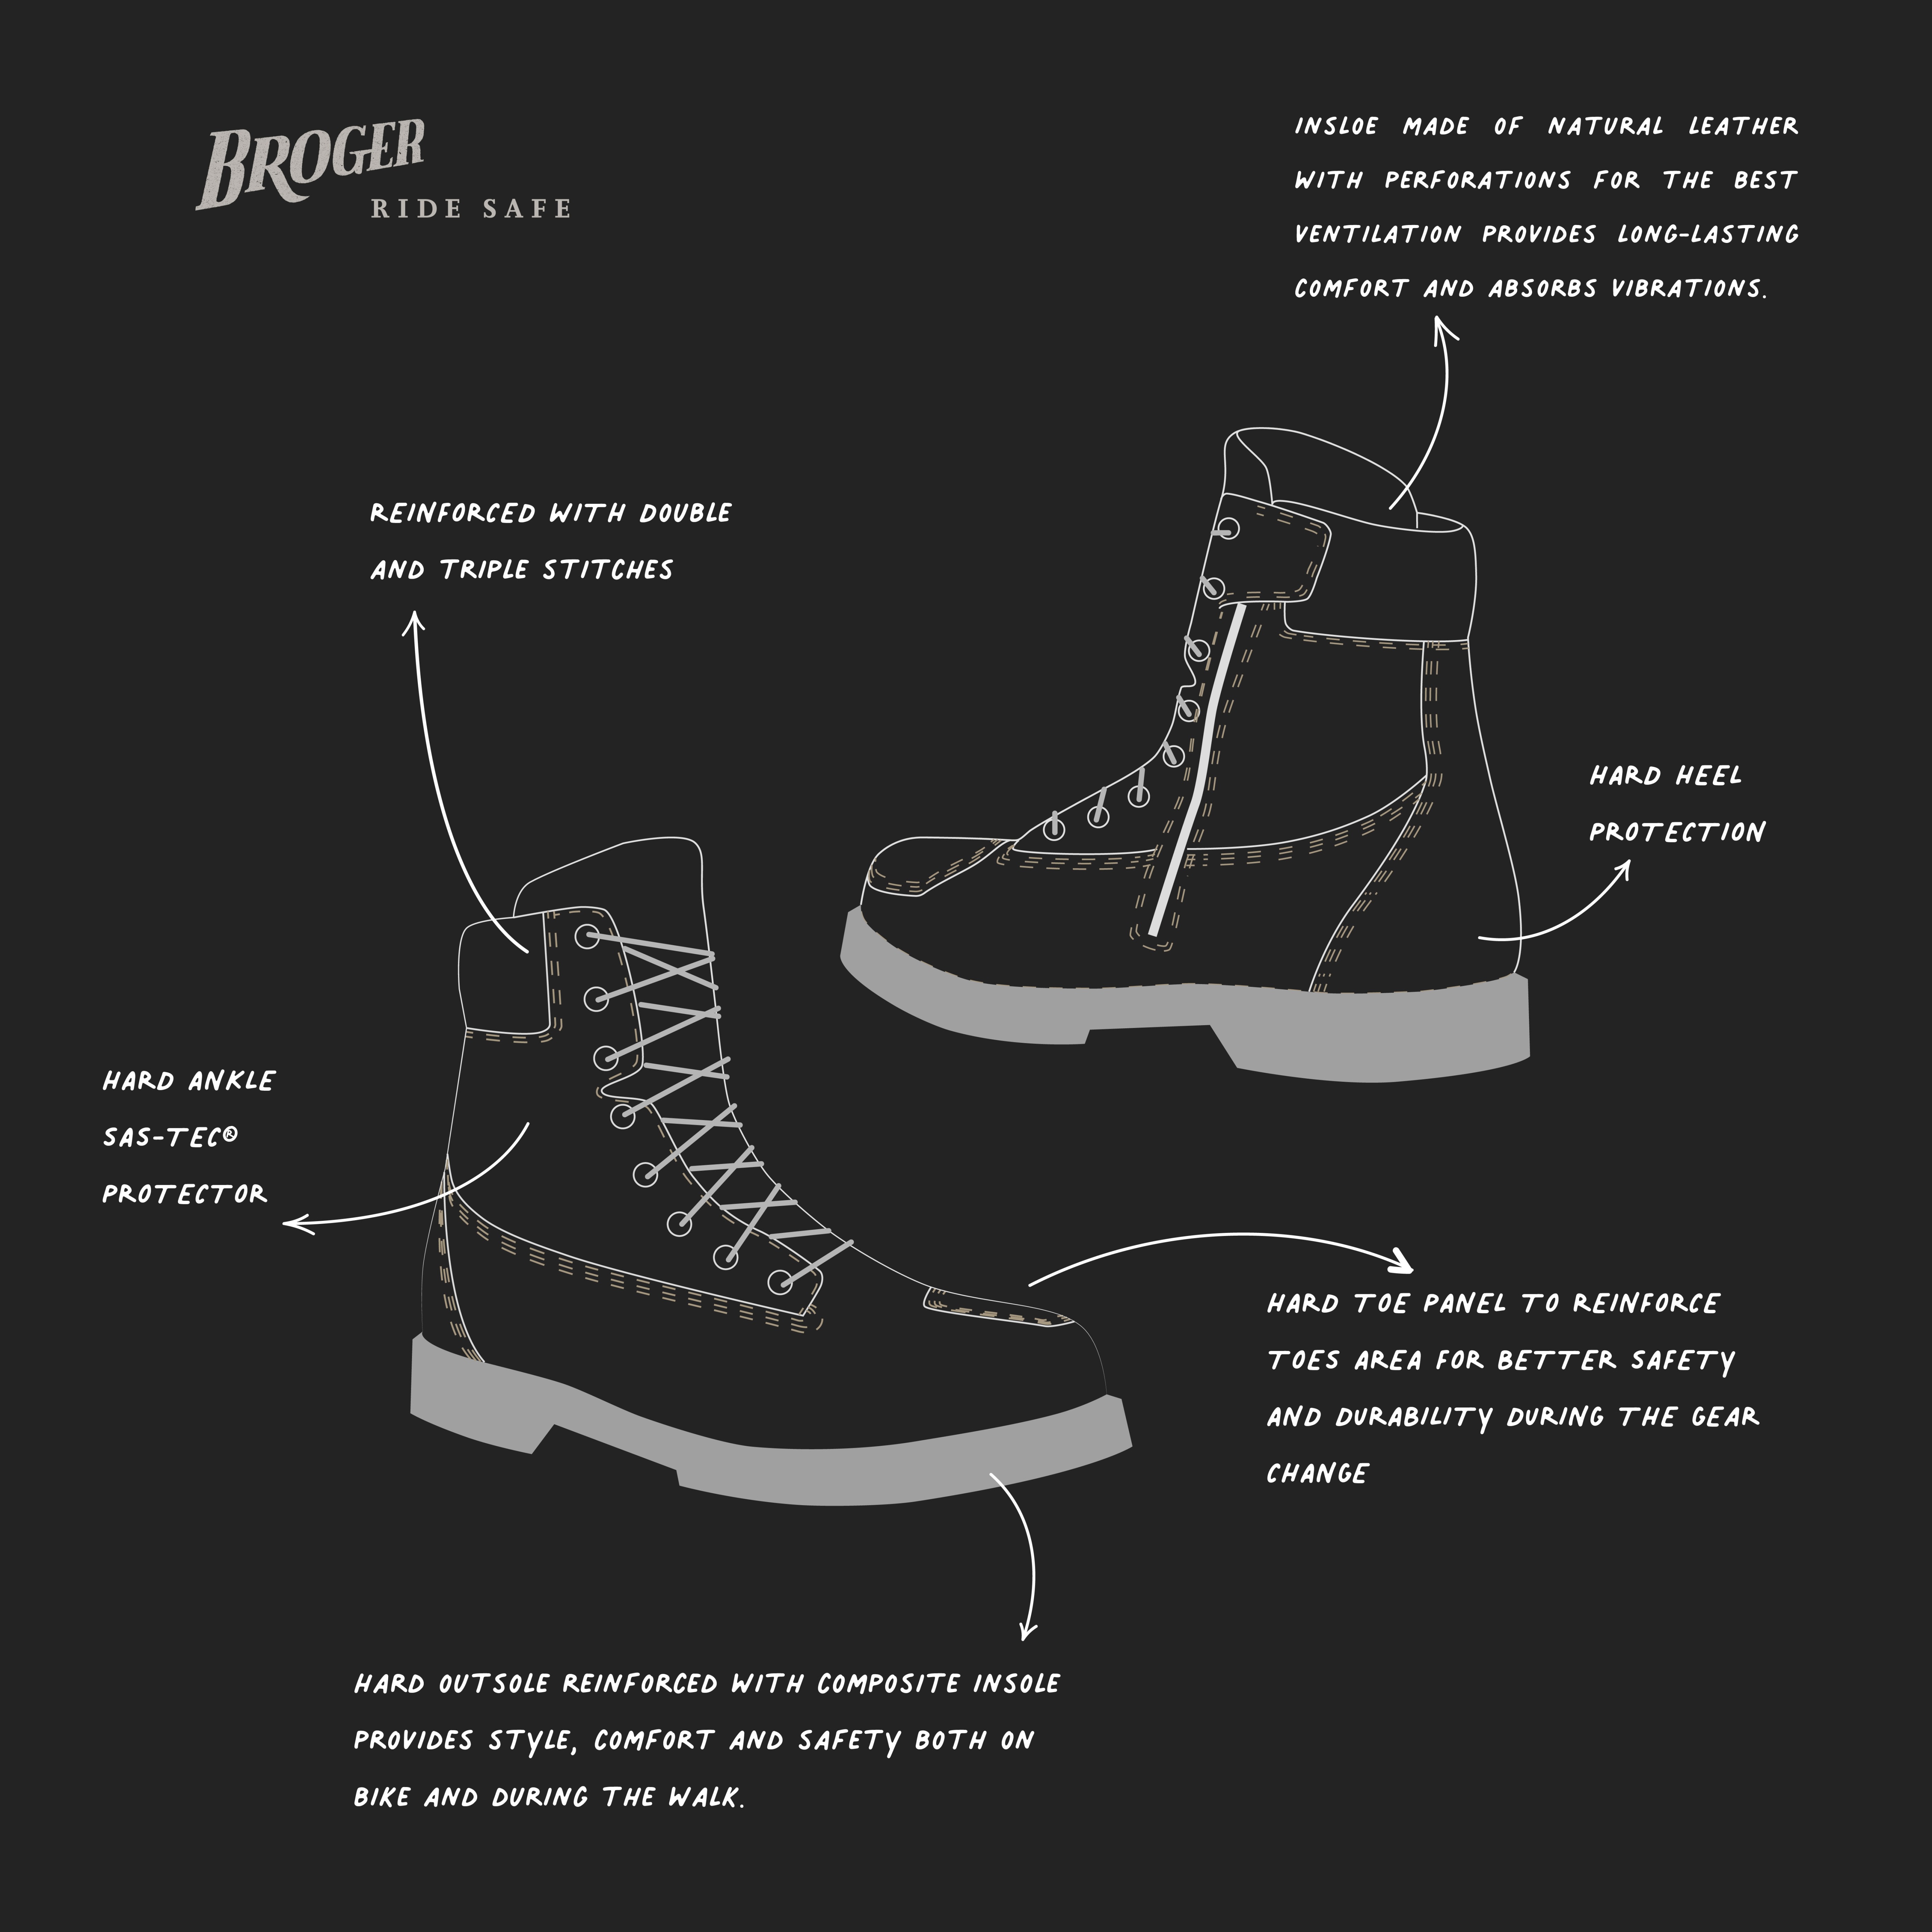 BROGER
RIDE SAFE
INSLOE MADE OF NATURAL LEATHER
WITH PERFORATIONS FOR THE BEST
VENTILATION PROVIDES LONG-LASTING
COMFORT AND ABSORBS VIBRATIONS.
REINFORCED WITH DOUBLE
AND TRIPLE STITCHES
HARD HEEL
PROTECTION
HARD ANKLE
SAS-TEC®
PROTECTOR
HARD TOE PANEL TO REINFORCE
TOES AREA FOR BETTER SAFETY
AND DURABILITY DURING THE GEAR
CHANGE
HARD OUTSOLE REINFORCED WITH COMPOSITE INSOLE
PROVIDES STYLE, COMFORT AND SAFETY BOTH ON
BIKE AND DURING THE WALK.